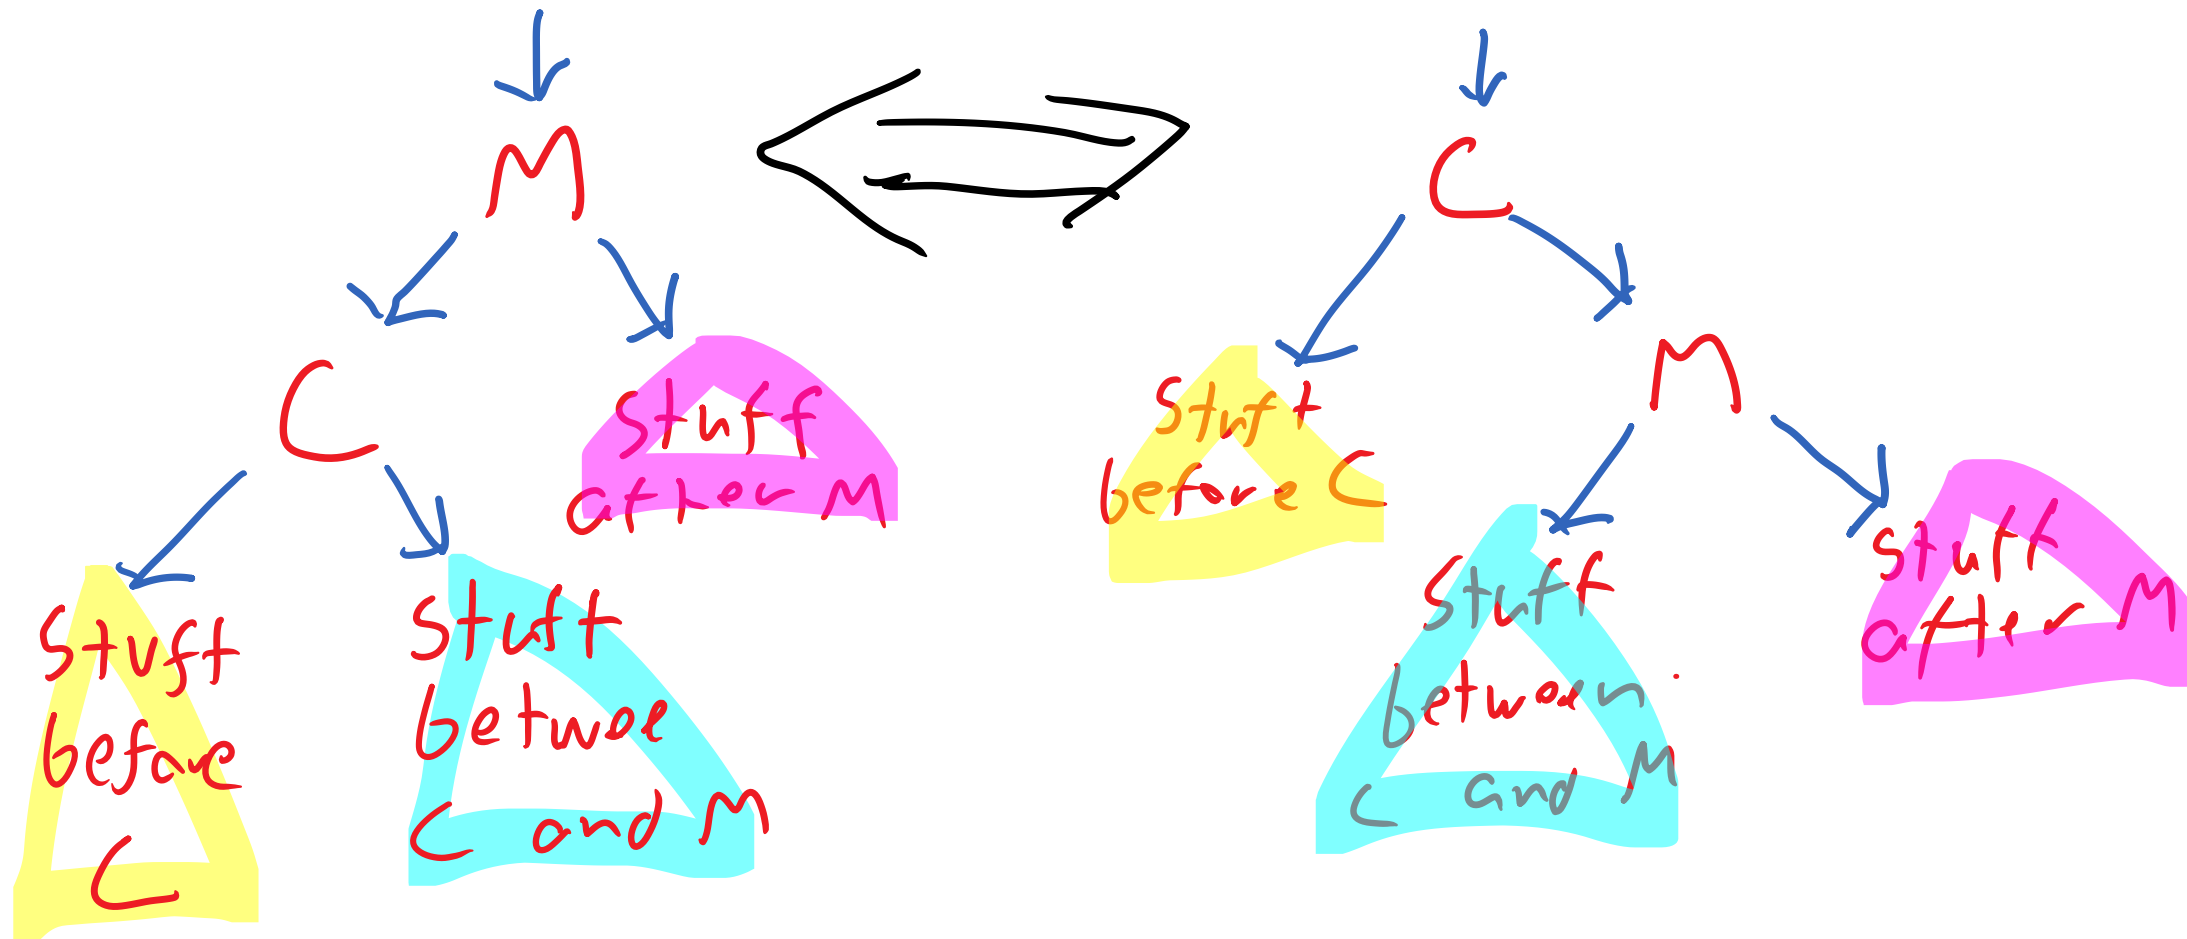 M
C
C
M
stuff
after M
stuff
before C
stuff
before
C
stuff
betwee
C and M
stuff
between
C and M
stuff
after M